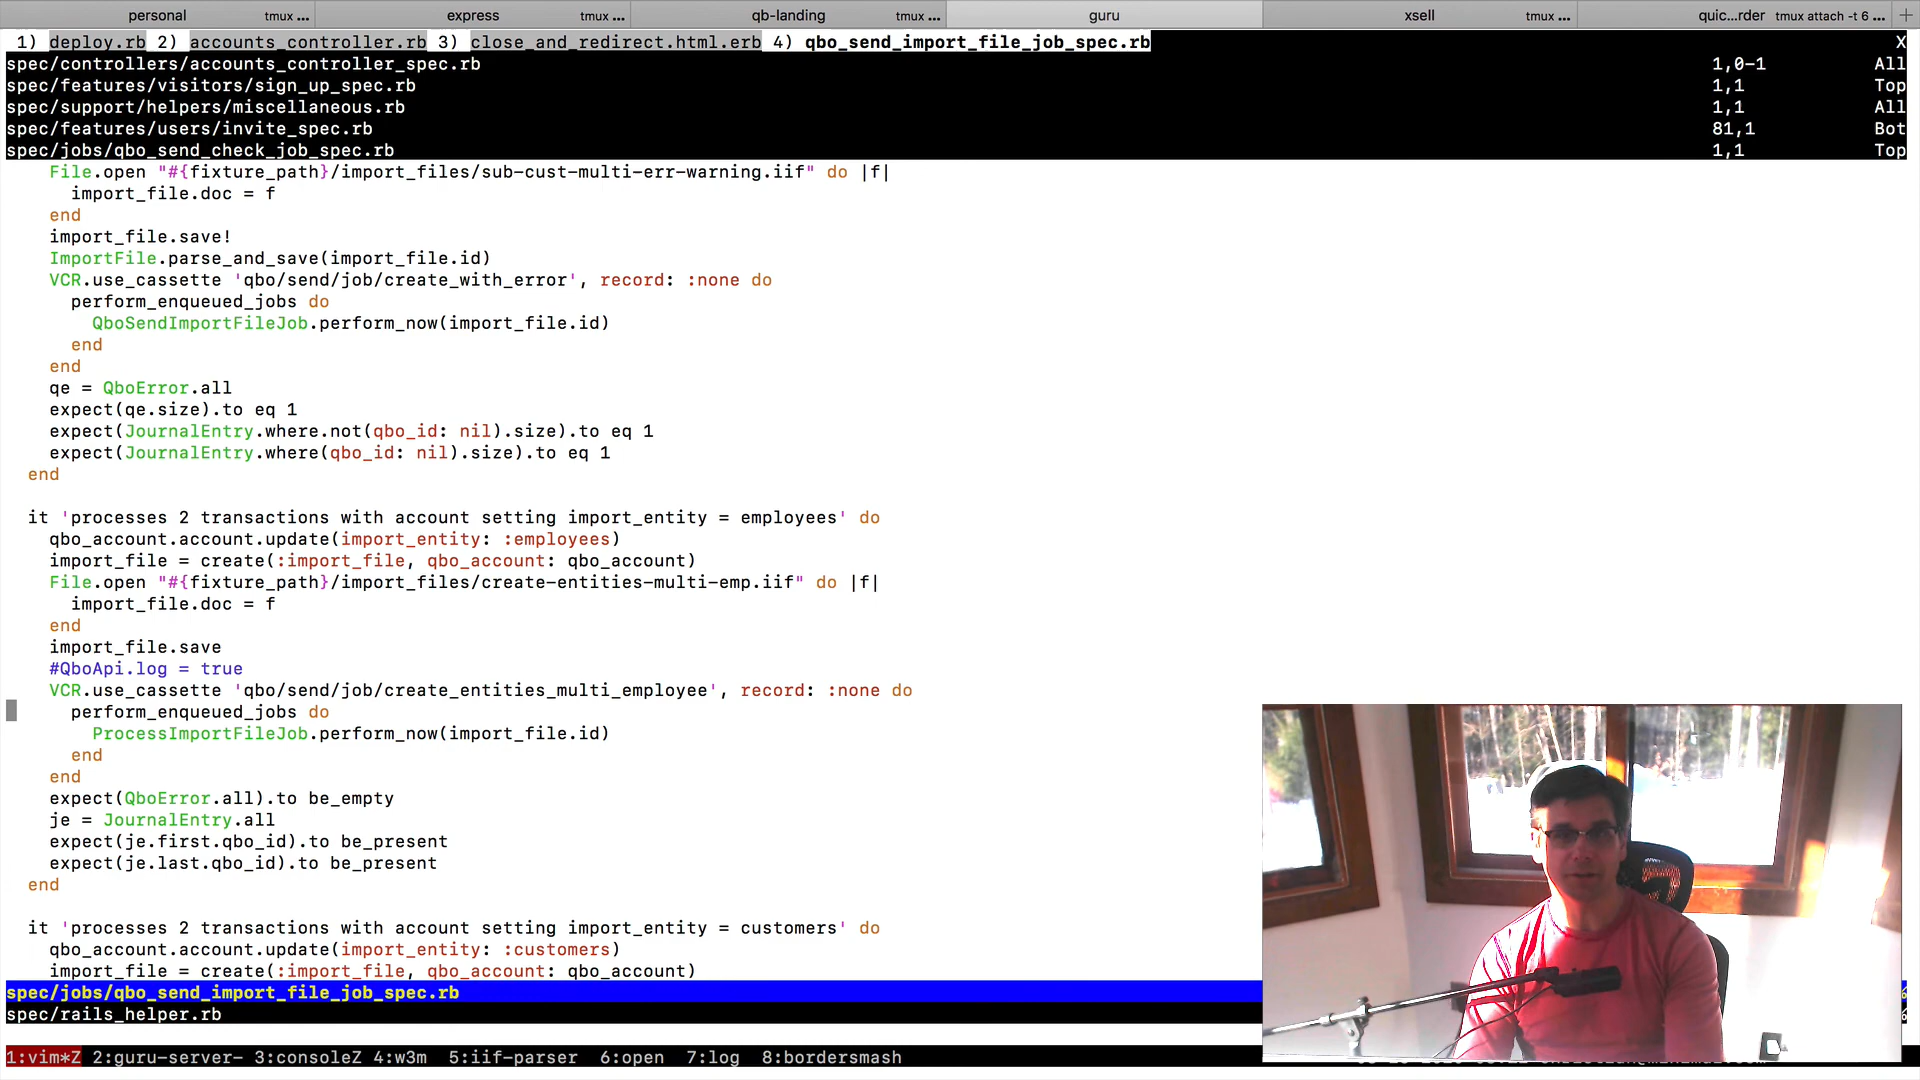 personal tmux ... express tmux ... qb-landing tmux ... guru xsell tmux ... quic...rder tmux attach -t 6 ... +
1) deploy.rb 2) accounts_controller.rb 3) close_and_redirect.html.erb 4) qbo_send_import_file_job_spec.rb X
spec/controllers/accounts_controller_spec.rb 1,0-1 All
spec/features/visitors/sign_up_spec.rb 1,1 Top
spec/support/helpers/miscellaneous.rb 1,1 All
spec/features/users/invite_spec.rb 81,1 Bot
spec/jobs/qbo_send_check_job_spec.rb 1,1 Top
File.open "#{fixture_path}/import_files/sub-cust-multi-err-warning.iif" do |f|
import_file.doc = f
end
import_file.save!
ImportFile.parse_and_save(import_file.id)
VCR.use_cassette 'qbo/send/job/create_with_error', record: :none do
perform_enqueued_jobs do
QboSendImportFileJob.perform_now(import_file.id)
end
end
qe = QboError.all
expect(qe.size).to eq 1
expect(JournalEntry.where.not(qbo_id: nil).size).to eq 1
expect(JournalEntry.where(qbo_id: nil).size).to eq 1
end
it 'processes 2 transactions with account setting import_entity = employees' do
qbo_account.account.update(import_entity: :employees)
import_file = create(:import_file, qbo_account: qbo_account)
File.open "#{fixture_path}/import_files/create-entities-multi-emp.iif" do |f|
import_file.doc = f
end
import_file.save
#QboApi.log = true
VCR.use_cassette 'qbo/send/job/create_entities_multi_employee', record: :none do
perform_enqueued_jobs do
ProcessImportFileJob.perform_now(import_file.id)
end
end
expect(QboError.all).to be_empty
je = JournalEntry.all
expect(je.first.qbo_id).to be_present
expect(je.last.qbo_id).to be_present
end
it 'processes 2 transactions with account setting import_entity = customers' do
qbo_account.account.update(import_entity: :customers)
import_file = create(:import_file, qbo_account: qbo_account)
spec/jobs/qbo_send_import_file_job_spec.rb
spec/rails_helper.rb
1:vim*Z 2:guru-server- 3:consoleZ 4:w3m 5:iif-parser 6:open 7:log 8:bordersmash